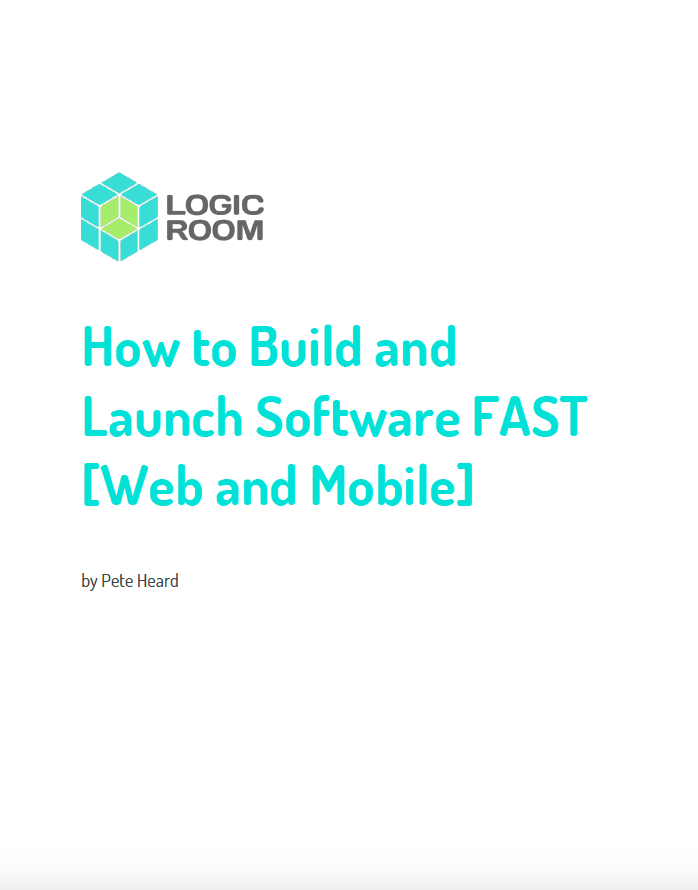 LOGIC
ROOM
How to Build and
Launch Software FAST
[Web and Mobile]
by Pete Heard